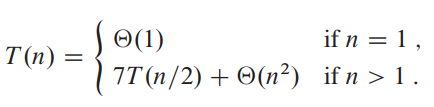 T(n) = { Θ(1) if n = 1 ,
7T(n/2) + Θ(n²) if n > 1 .